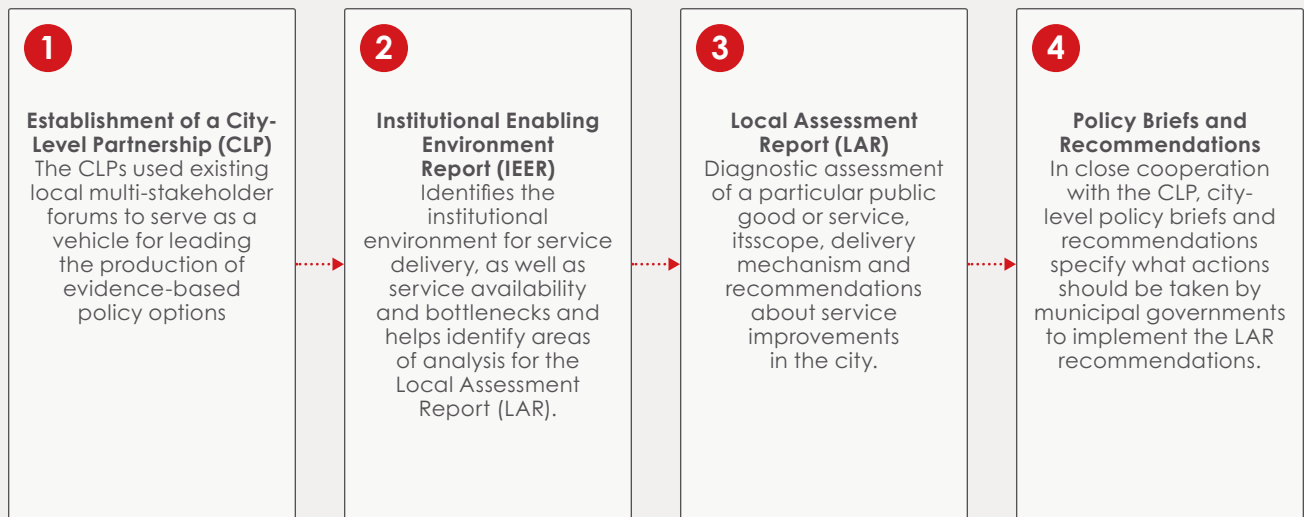 1
Establishment of a City-
Level Partnership (CLP)
The CLPs used existing
local multi-stakeholder
forums to serve as a
vehicle for leading
the production of
evidence-based
policy options
2
Institutional Enabling
Environment
Report (IEER)
Identifies the
institutional
environment for service
delivery, as well as
service availability
and bottlenecks and
helps identify areas
of analysis for the
Local Assessment
Report (LAR).
3
Local Assessment
Report (LAR)
Diagnostic assessment
of a particular public
good or service,
itsscope, delivery
mechanism and
recommendations
about service
improvements
in the city.
4
Policy Briefs and
Recommendations
In close cooperation
with the CLP, city-
level policy briefs and
recommendations
specify what actions
should be taken by
municipal governments
to implement the LAR
recommendations.